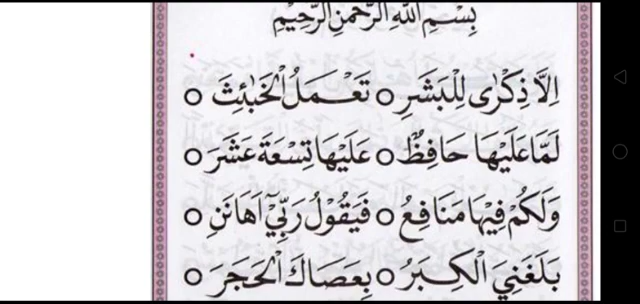 بِسْمِ اللّٰهِ الرَّحْمٰنِ الرَّحِيْمِ
اِلَّا ذِكْرٰى لِلْبَشَرِ ○ تَعْمَلُ الْخَبٰٓئِثَ ○
لَمَّا عَلَيْهَا حَافِظٌ ○ عَلَيْهَا تِسْعَةَ عَشَرَ ○
وَلَكُمْ فِيْهَا مَنَافِعُ ○ فَيَقُوْلُ رَبِّيْٓ اَهَانَنِ ○
بَلَغَنِيَ الْكِبَرُ ○ بِعَصَاكَ الْحَجَرَ ○